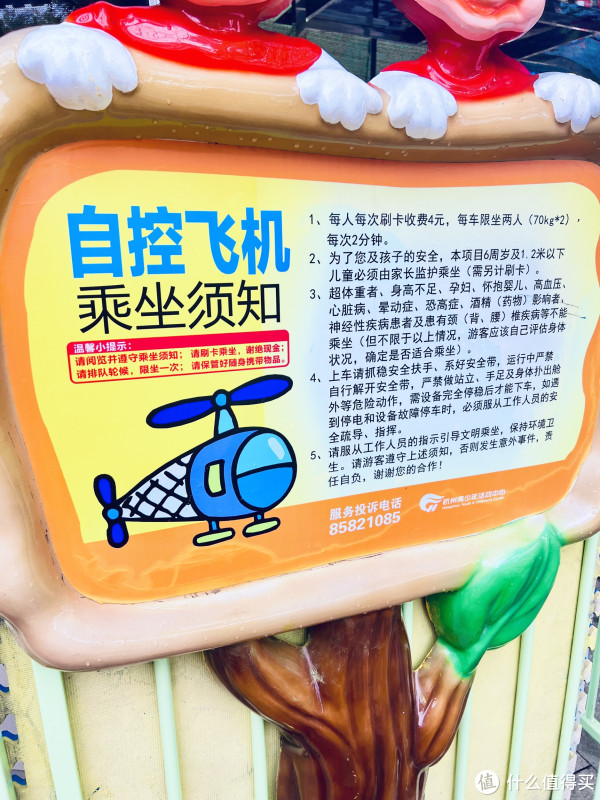 自控飞机
乘坐须知
温馨小提示：
请阅览并遵守乘坐须知；请刷卡乘坐，谢绝现金；
请排队轮候，限坐一次；请保管好随身携带物品。
1、每人每次刷卡收费4元，每车限坐两人（70kg*2），
每次2分钟。
2、为了您及孩子的安全，本项目6周岁及1.2米以下
儿童必须由家长监护乘坐（需另计刷卡）。
3、超体重者、身高不足、孕妇、怀抱婴儿、高血压、
心脏病、晕动症、恐高症、酒精（药物）影响者，
神经性疾病患者及患有颈（背、腰）椎疾病等不能
乘坐（但不限于以上情况，游客应该自己评估身体
状况，确定是否适合乘坐）。
4、上车请抓稳安全扶手、系好安全带，运行中严禁
自行解开安全带，严禁做站立、手足及身体扑出舱
外等危险动作，需设备完全停稳后才能下车，如遇
到停电和设备故障停车时，必须服从工作人员的安
全疏导、指挥。
5、请服从工作人员的指示引导文明乘坐，保持环境卫
生。请游客遵守上述须知，否则发生意外事件，责
任自负，谢谢您的合作！
服务投诉电话
85821085
杭州青少年活动中心
值 什么值得买